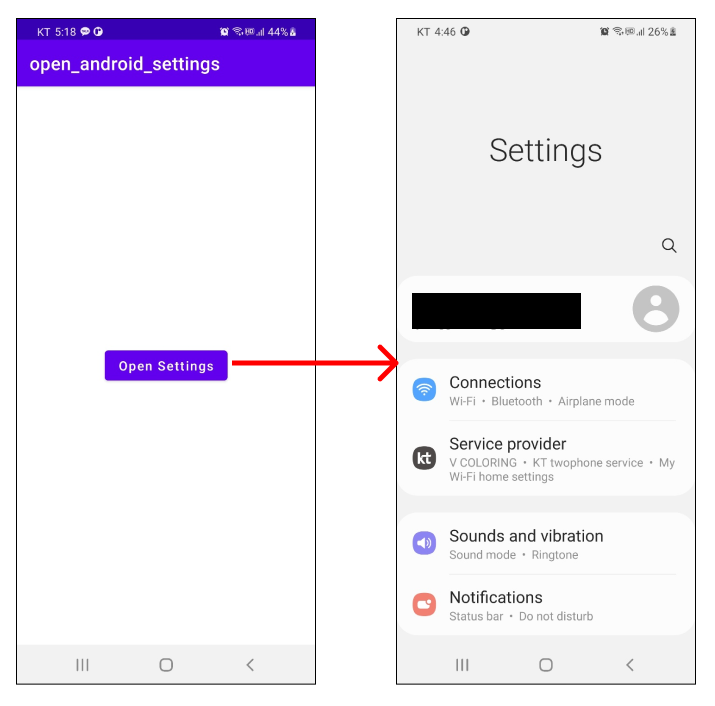 KT 5:18
44%
open_android_settings
Open Settings
KT 4:46
26%
Settings
Connections
Wi-Fi • Bluetooth • Airplane mode
kt
Service provider
V COLORING • KT twophone service • My
Wi-Fi home settings
Sounds and vibration
Sound mode • Ringtone
Notifications
Status bar • Do not disturb